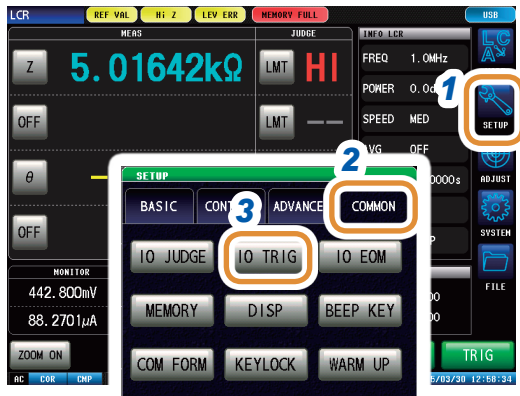 LCR REF VAL Hi Z LEV ERR MEMORY FULL USB
MEAS JUDGE INFO LCR
Z 5.01642kΩ LMT HI
FREQ 1.0MHz
POWER
OFF LMT --
SPEED MED
OFF
θ
OFF
1
SETUP
ADJUST
SYSTEM
FILE
2
SETUP
BASIC COMMON
3
IO JUDGE IO TRIG IO EOM
MEMORY DISP BEEP KEY
COM FORM KEYLOCK WARM UP
MONITOR
442.800mV
88.2701µA
ZOOM ON TRIG
AC COR CMP 12:58:34